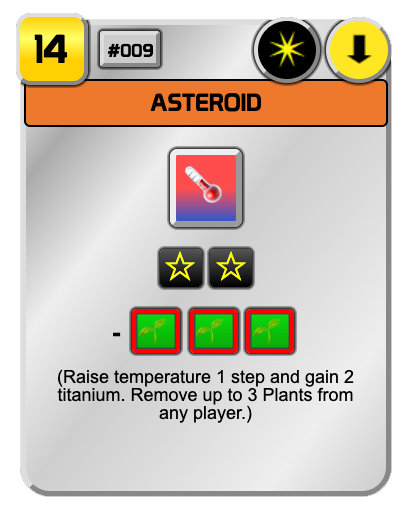 14
#009
ASTEROID
-
(Raise temperature 1 step and gain 2
titanium. Remove up to 3 Plants from
any player.)